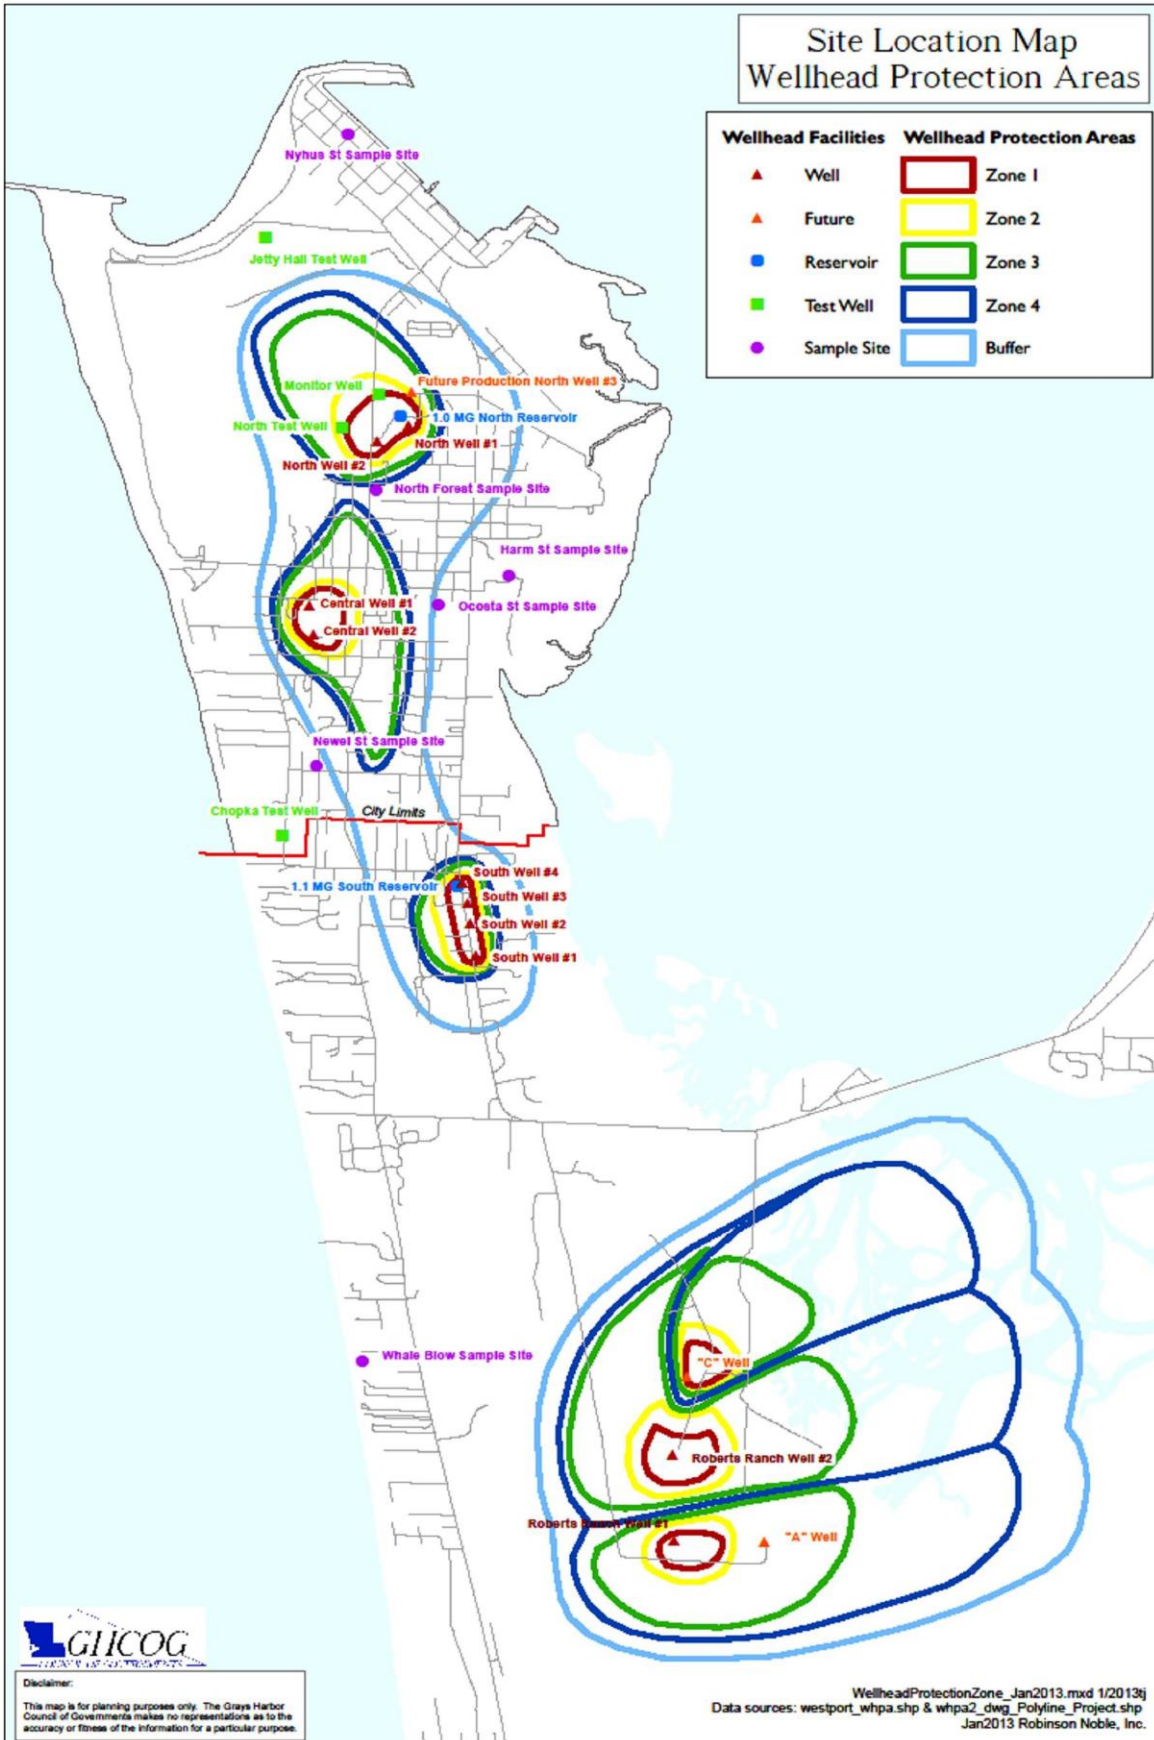 Site Location Map
Wellhead Protection Areas
Wellhead Facilities Wellhead Protection Areas
Well Zone 1
Future Zone 2
Reservoir Zone 3
Test Well Zone 4
Sample Site Buffer
Nyhus St Sample Site
Jetty Hall Test Well
Monitor Well
Future Production North Well #3
1.0 MG North Reservoir
North Test Well
North Well #1
North Well #2
North Forest Sample Site
Harm St Sample Site
Central Well #1
Ocosta St Sample Site
Central Well #2
Newel St Sample Site
Chopka Test Well
City Limits
South Well #4
1.1 MG South Reservoir
South Well #3
South Well #2
South Well #1
Whale Blow Sample Site
"C" Well
Roberts Ranch Well #2
Roberts Ranch Well #1
"A" Well
GHCOG
COUNCIL OF GOVERNMENTS
Disclaimer:
This map is for planning purposes only. The Grays Harbor
Council of Governments makes no representations as to the
accuracy or fitness of the information for a particular purpose.
WellheadProtectionZone_Jan2013.mxd 1/2013tj
Data sources: westport_whpa.shp & whpa2_dwg_Polyline_Project.shp
Jan2013 Robinson Noble, Inc.